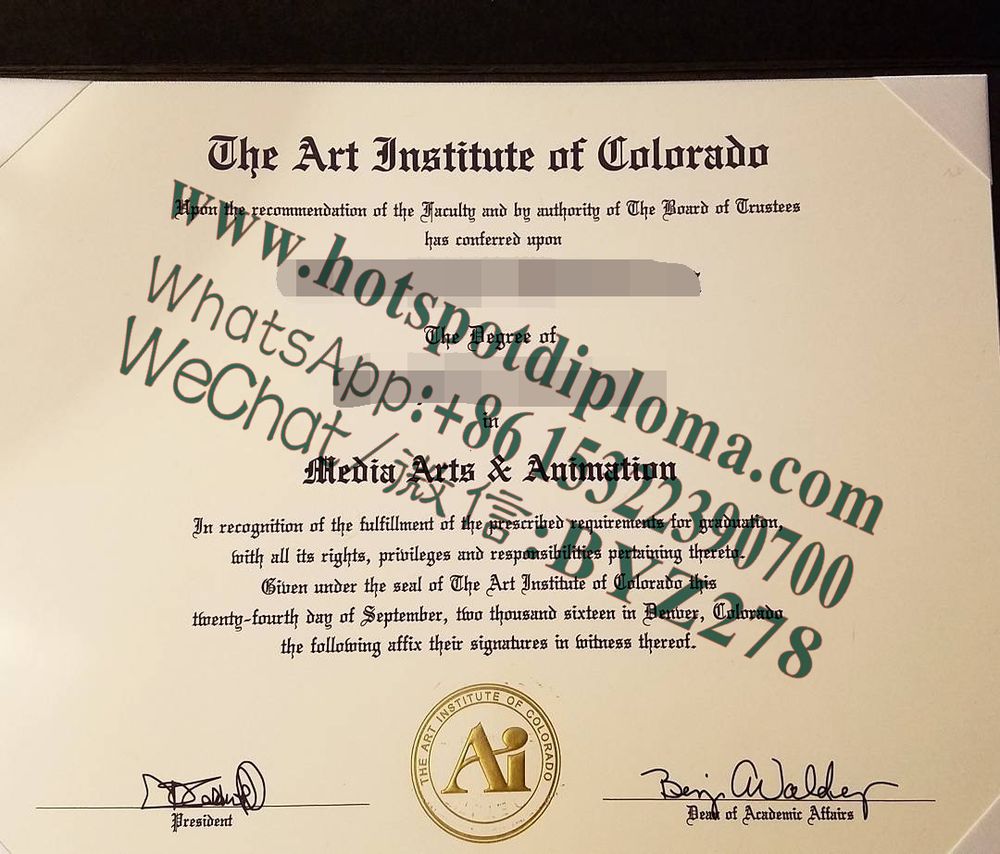 The Art Institute of Colorado
Upon the recommendation of the Faculty and by authority of The Board of Trustees
has conferred upon
The Degree of
in
Media Arts & Animation
In recognition of the fulfillment of the prescribed requirements for graduation,
with all its rights, privileges and responsibilities pertaining thereto.
Given under the seal of The Art Institute of Colorado this
twenty-fourth day of September, two thousand sixteen in Denver, Colorado
the following affix their signatures in witness thereof.
www.hotspotdiploma.com
WhatsApp:+86 15322390700
WeChat/微信:BYZ278
THE ART INSTITUTE OF COLORADO
Ai
President
Dean of Academic Affairs